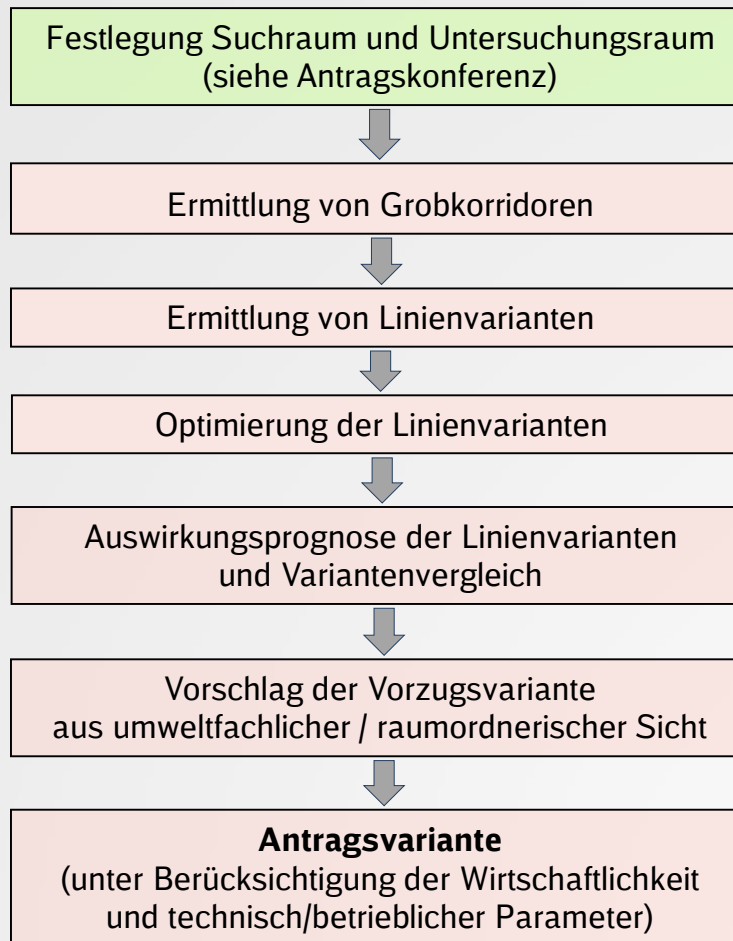 Festlegung Suchraum und Untersuchungsraum
(siehe Antragskonferenz)
Ermittlung von Grobkorridoren
Ermittlung von Linienvarianten
Optimierung der Linienvarianten
Auswirkungsprognose der Linienvarianten
und Variantenvergleich
Vorschlag der Vorzugsvariante
aus umweltfachlicher / raumordnerischer Sicht
Antragsvariante
(unter Berücksichtigung der Wirtschaftlichkeit
und technisch/betrieblicher Parameter)